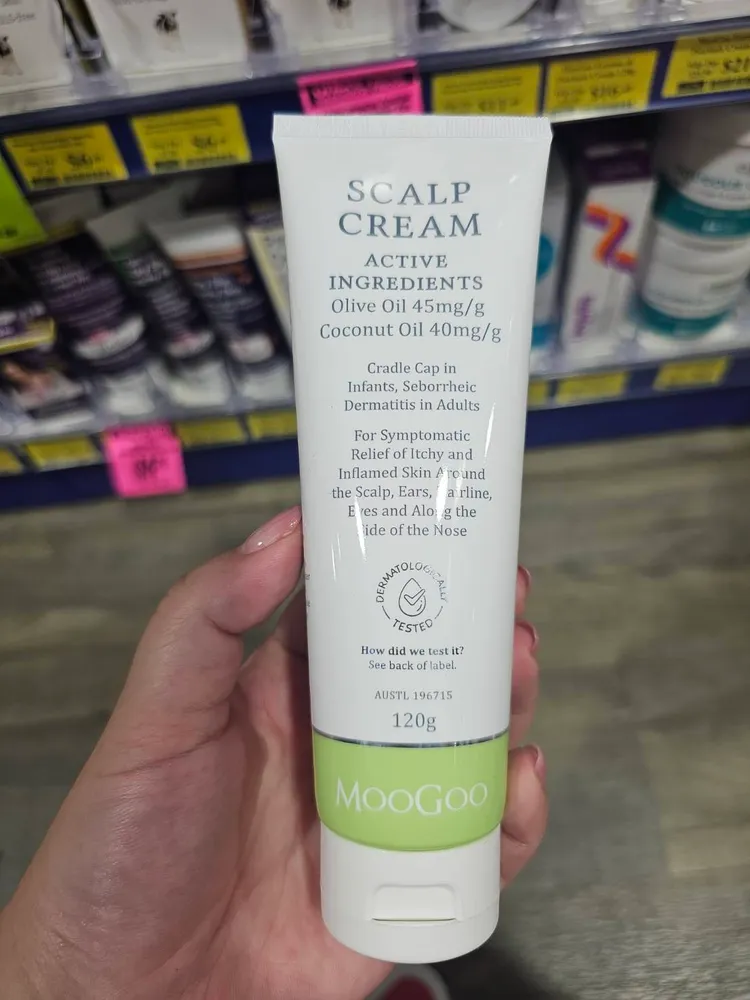 SCALP
CREAM
ACTIVE
INGREDIENTS
Olive Oil 45mg/g
Coconut Oil 40mg/g
Cradle Cap in
Infants, Seborrheic
Dermatitis in Adults
For Symptomatic
Relief of Itchy and
Inflamed Skin Around
the Scalp, Ears, Hairline,
Eyes and Along the
Side of the Nose
DERMATOLOGICALLY
TESTED
How did we test it?
See back of label.
AUSTL 196715
120g
MOOGOO